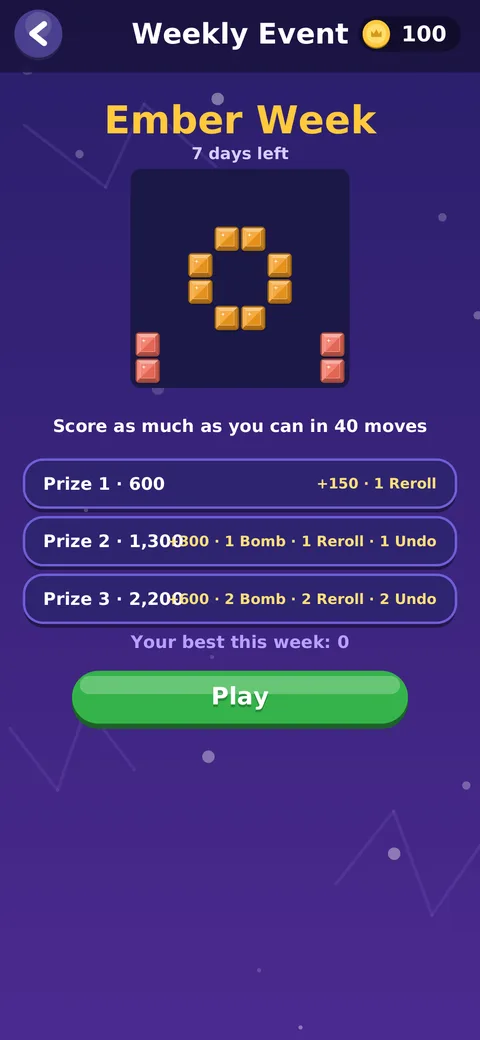 Weekly Event
100
Ember Week
7 days left
Score as much as you can in 40 moves
Prize 1 · 600 +150 · 1 Reroll
Prize 2 · 1,300 +300 · 1 Bomb · 1 Reroll · 1 Undo
Prize 3 · 2,200 +600 · 2 Bomb · 2 Reroll · 2 Undo
Your best this week: 0
Play